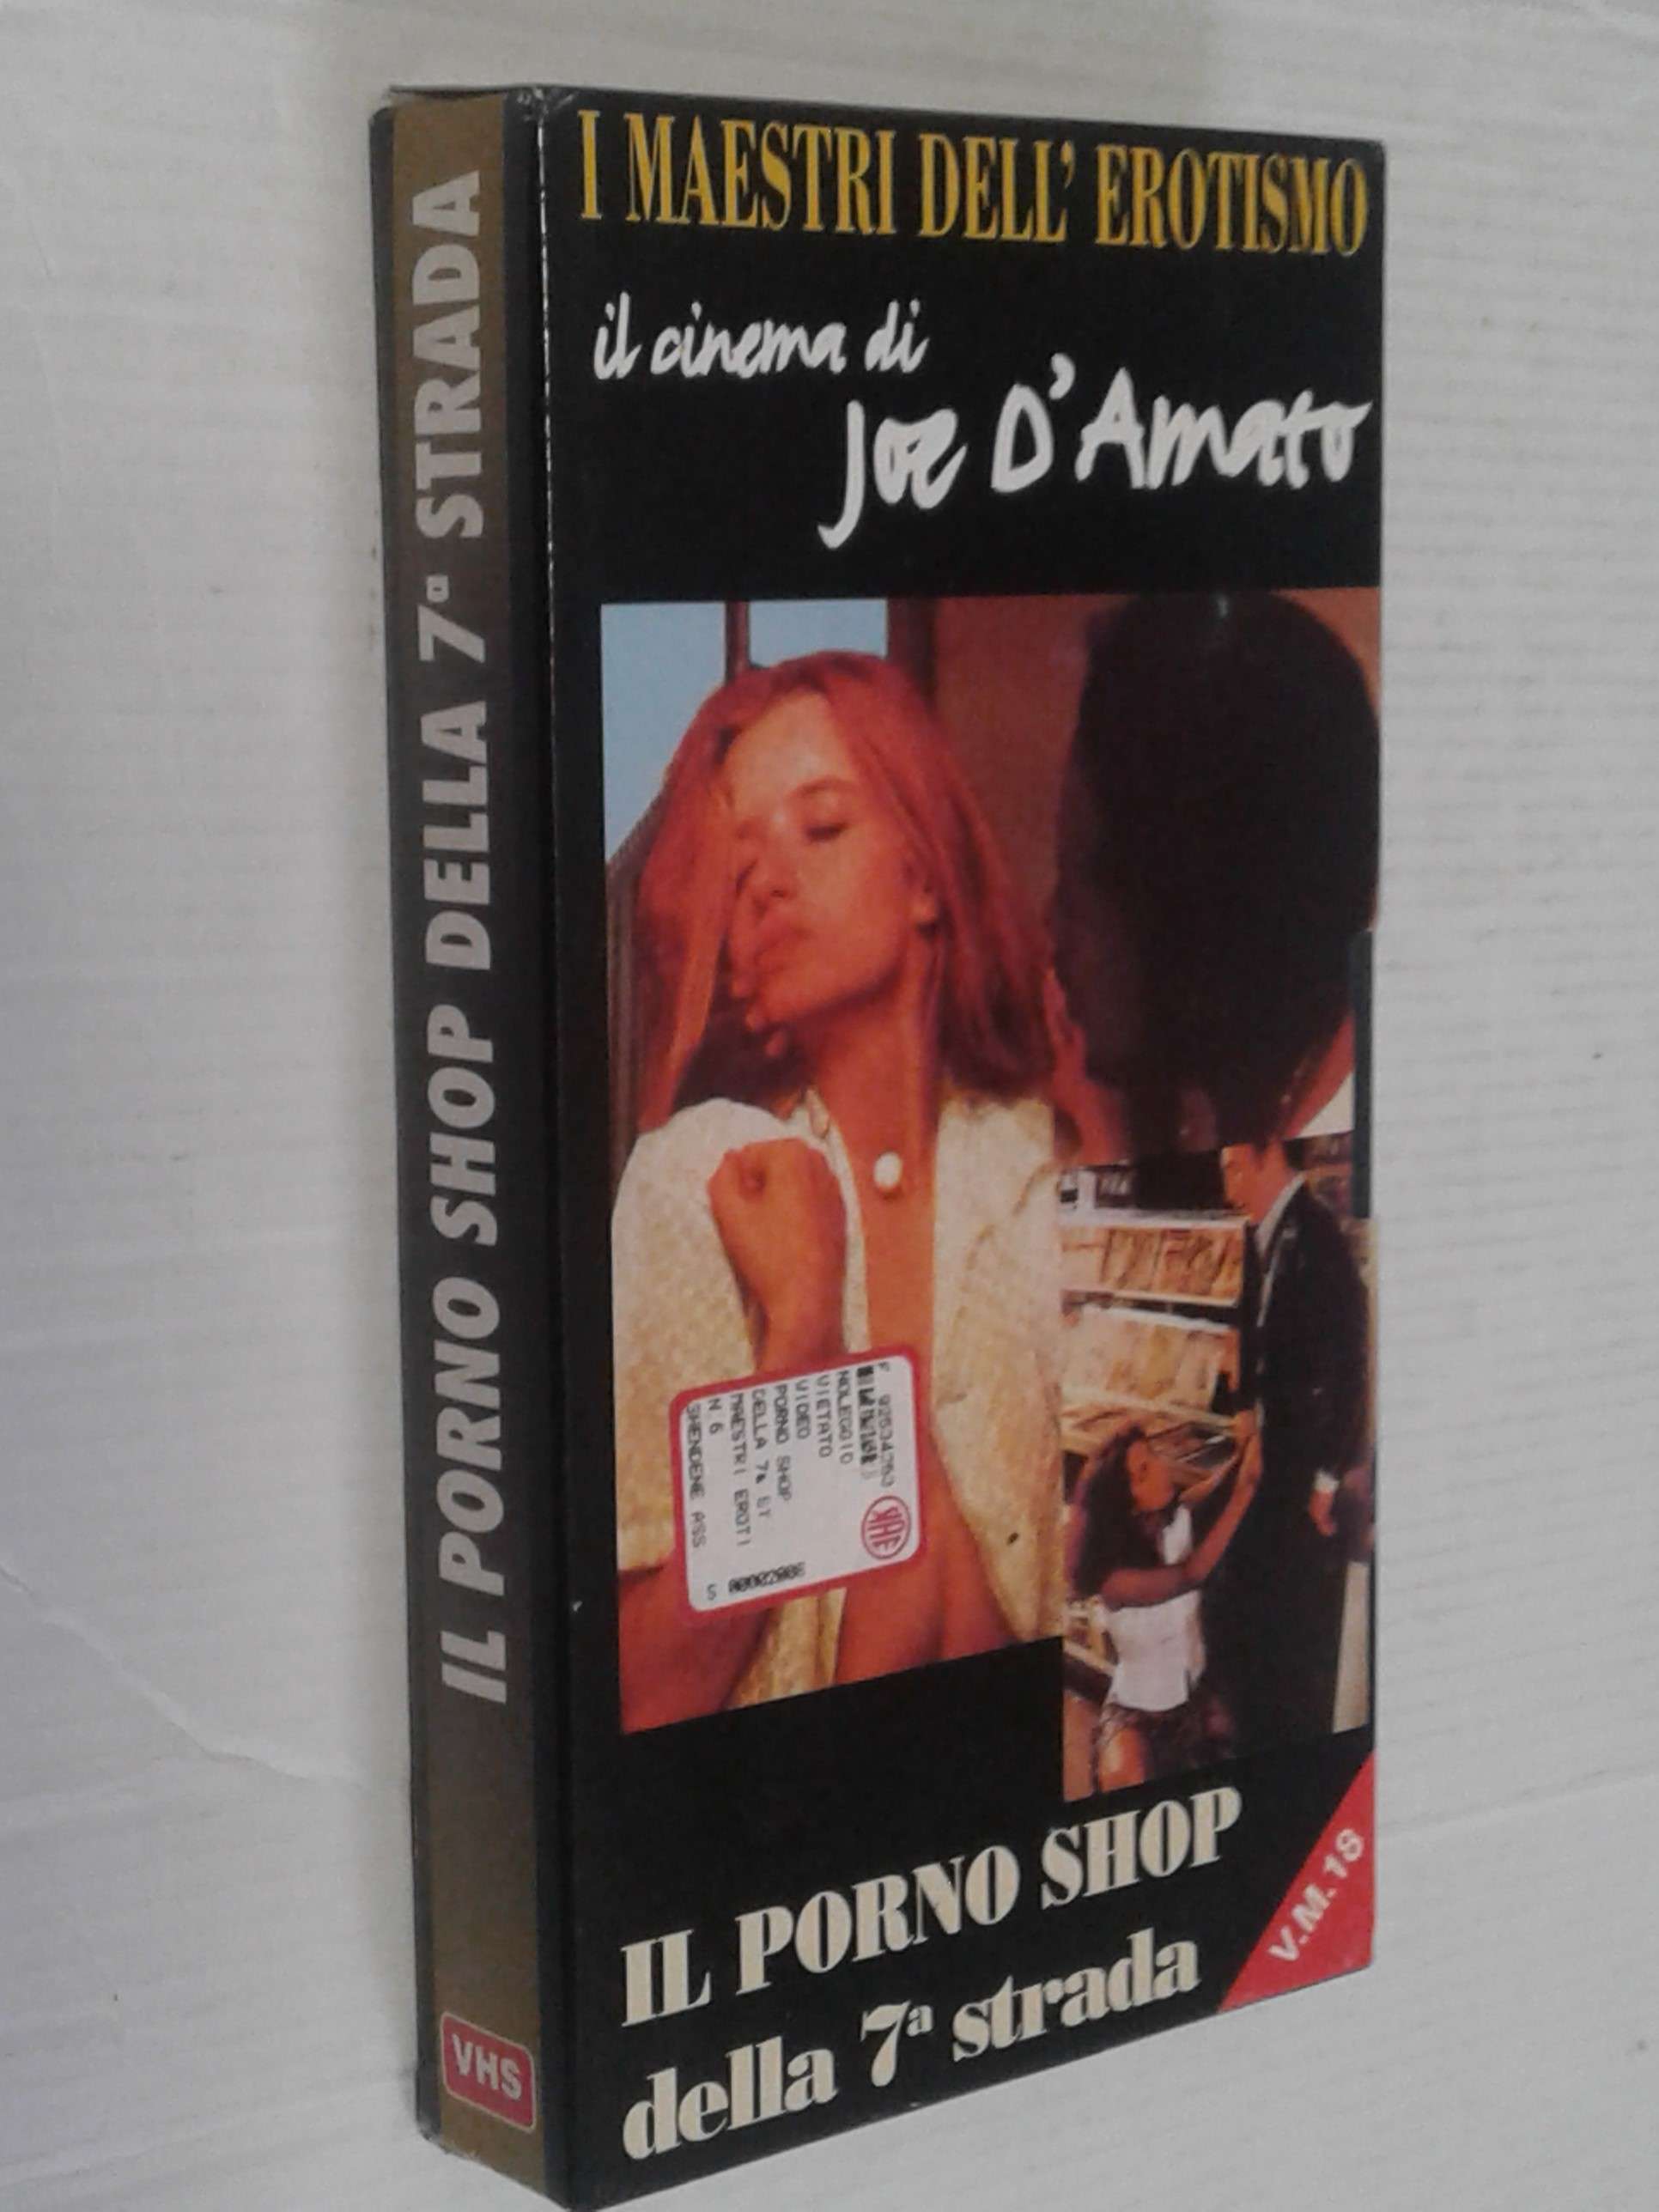 I MAESTRI DELL' EROTISMO
il cinema di
Joe D'Amato
IL PORNO SHOP DELLA 7ª STRADA
VHS
NOLEGGIO
VIETATO
VIDEO
PORNO SHOP
DELLA 7a ST
MAESTRI EROTI
N.6
SIAE
IL PORNO SHOP
della 7ª strada
V.M.18